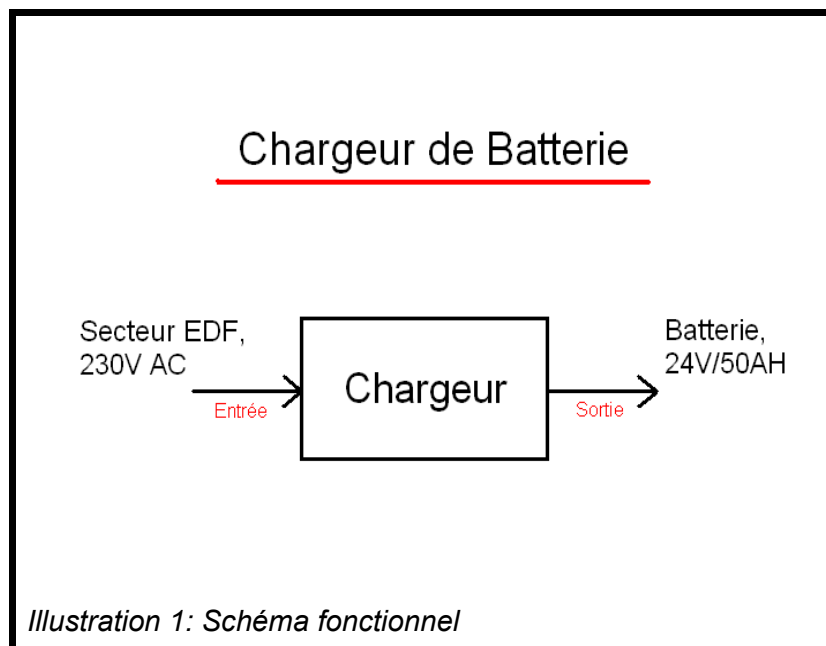 Chargeur de Batterie
Secteur EDF,
230V AC
Entrée
Chargeur
Sortie
Batterie,
24V/50AH
Illustration 1: Schéma fonctionnel